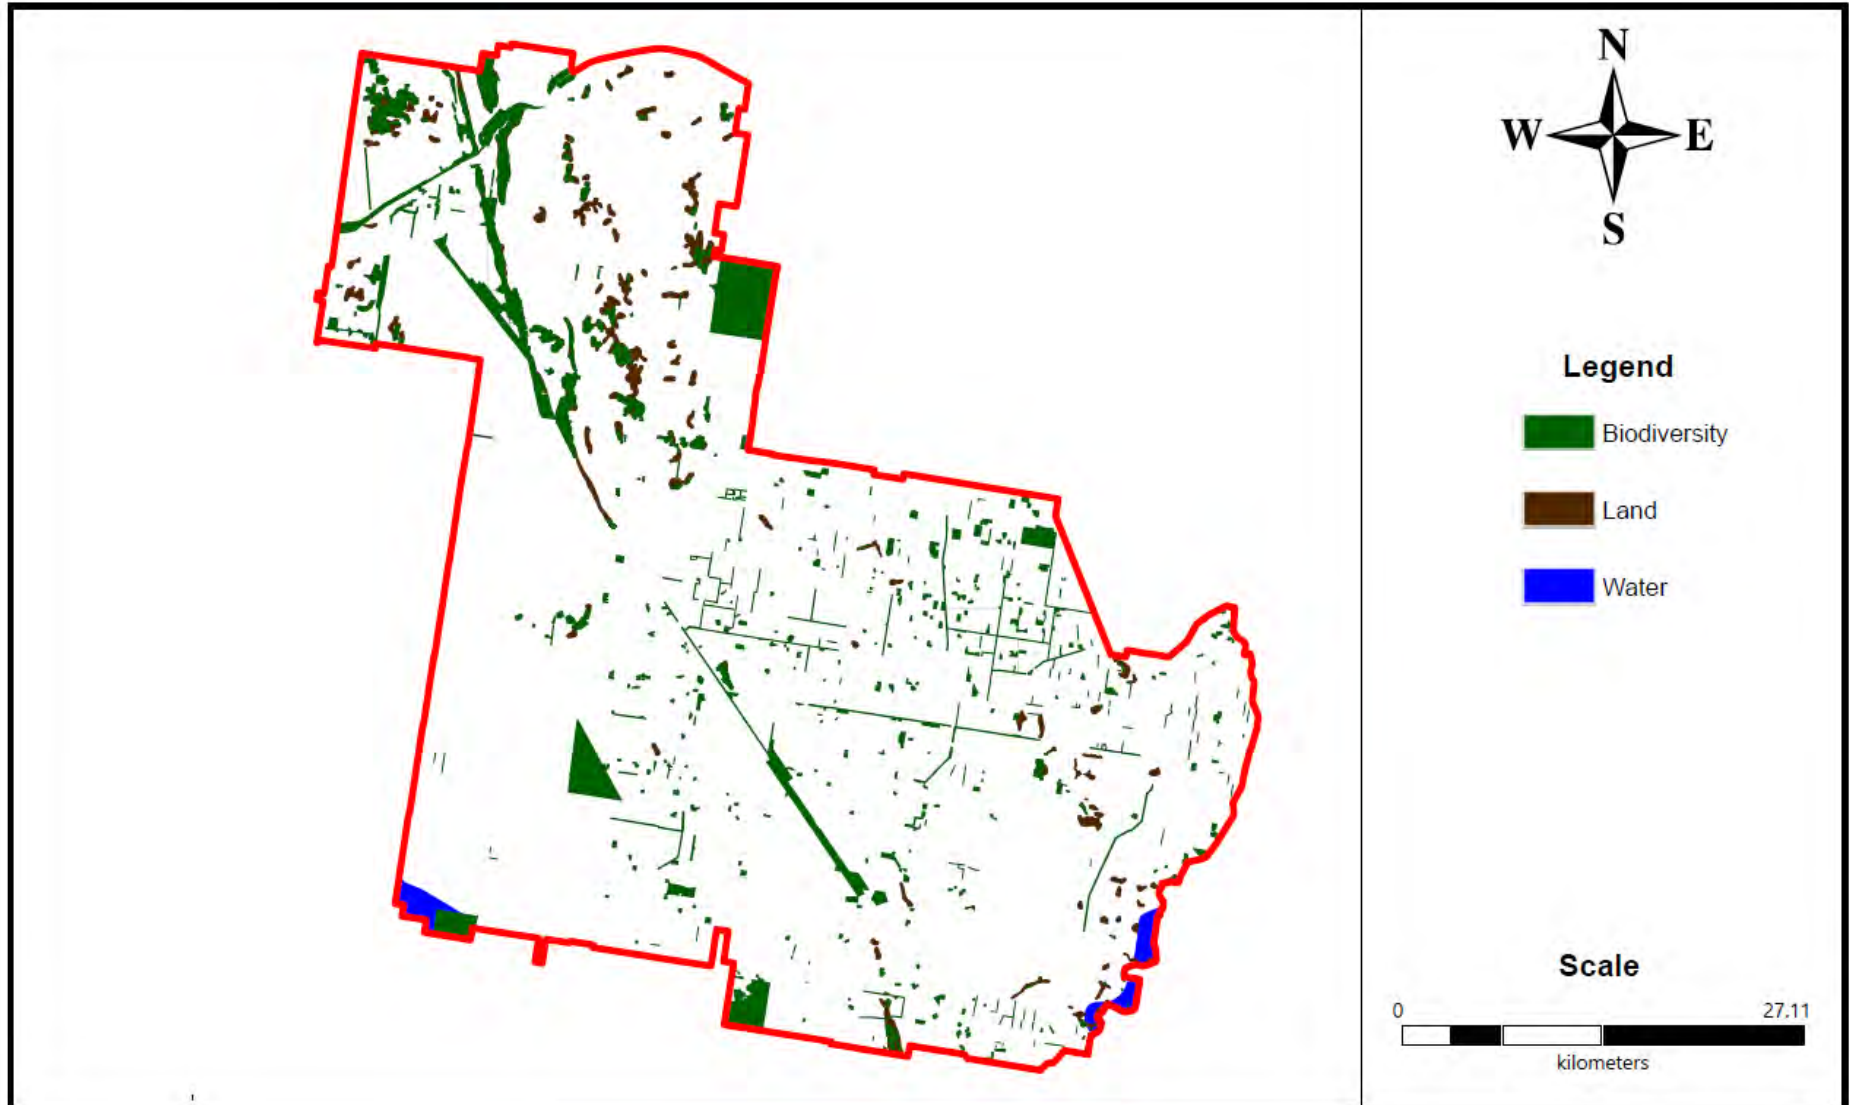 N
W E
S
Legend
Biodiversity
Land
Water
Scale
0 27.11
kilometers